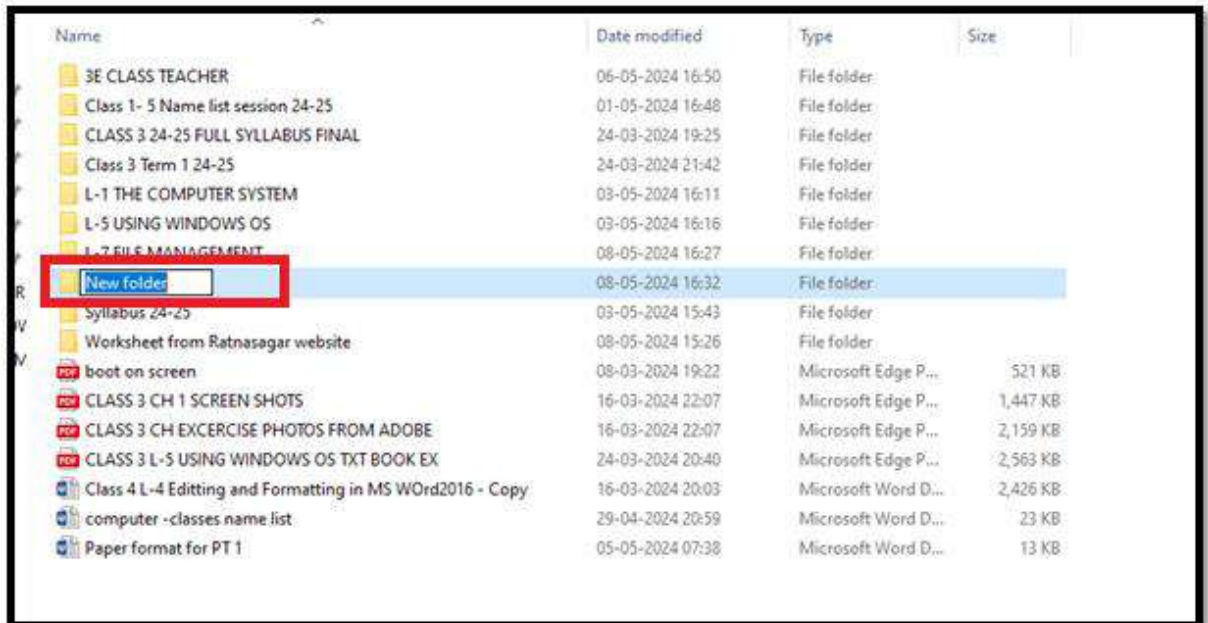 Name Date modified Type Size
3E CLASS TEACHER 06-05-2024 16:50 File folder
Class 1- 5 Name list session 24-25 01-05-2024 16:48 File folder
CLASS 3 24-25 FULL SYLLABUS FINAL 24-03-2024 19:25 File folder
Class 3 Term 1 24-25 24-03-2024 21:42 File folder
L-1 THE COMPUTER SYSTEM 03-05-2024 16:11 File folder
L-5 USING WINDOWS OS 03-05-2024 16:16 File folder
L-7 FILE MANAGEMENT 08-05-2024 16:27 File folder
New folder 08-05-2024 16:32 File folder
Syllabus 24-25 03-05-2024 15:43 File folder
Worksheet from Ratnasagar website 08-05-2024 15:26 File folder
boot on screen 08-03-2024 19:22 Microsoft Edge P... 521 KB
CLASS 3 CH 1 SCREEN SHOTS 16-03-2024 22:07 Microsoft Edge P... 1,447 KB
CLASS 3 CH EXCERCISE PHOTOS FROM ADOBE 16-03-2024 22:07 Microsoft Edge P... 2,159 KB
CLASS 3 L-5 USING WINDOWS OS TXT BOOK EX 24-03-2024 20:40 Microsoft Edge P... 2,563 KB
Class 4 L-4 Editting and Formatting in MS WOrd2016 - Copy 16-03-2024 20:03 Microsoft Word D... 2,426 KB
computer -classes name list 29-04-2024 20:59 Microsoft Word D... 23 KB
Paper format for PT 1 05-05-2024 07:38 Microsoft Word D... 13 KB